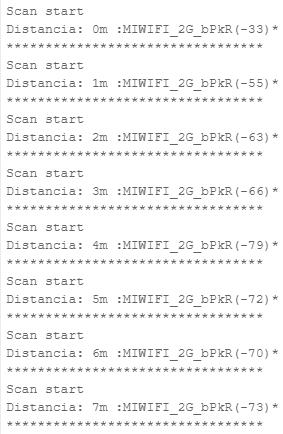 Scan start
Distancia: 0m :MIWIFI_2G_bPkR(-33)*
*********************************
Scan start
Distancia: 1m :MIWIFI_2G_bPkR(-55)*
*********************************
Scan start
Distancia: 2m :MIWIFI_2G_bPkR(-63)*
*********************************
Scan start
Distancia: 3m :MIWIFI_2G_bPkR(-66)*
*********************************
Scan start
Distancia: 4m :MIWIFI_2G_bPkR(-79)*
*********************************
Scan start
Distancia: 5m :MIWIFI_2G_bPkR(-72)*
*********************************
Scan start
Distancia: 6m :MIWIFI_2G_bPkR(-70)*
*********************************
Scan start
Distancia: 7m :MIWIFI_2G_bPkR(-73)*
*********************************